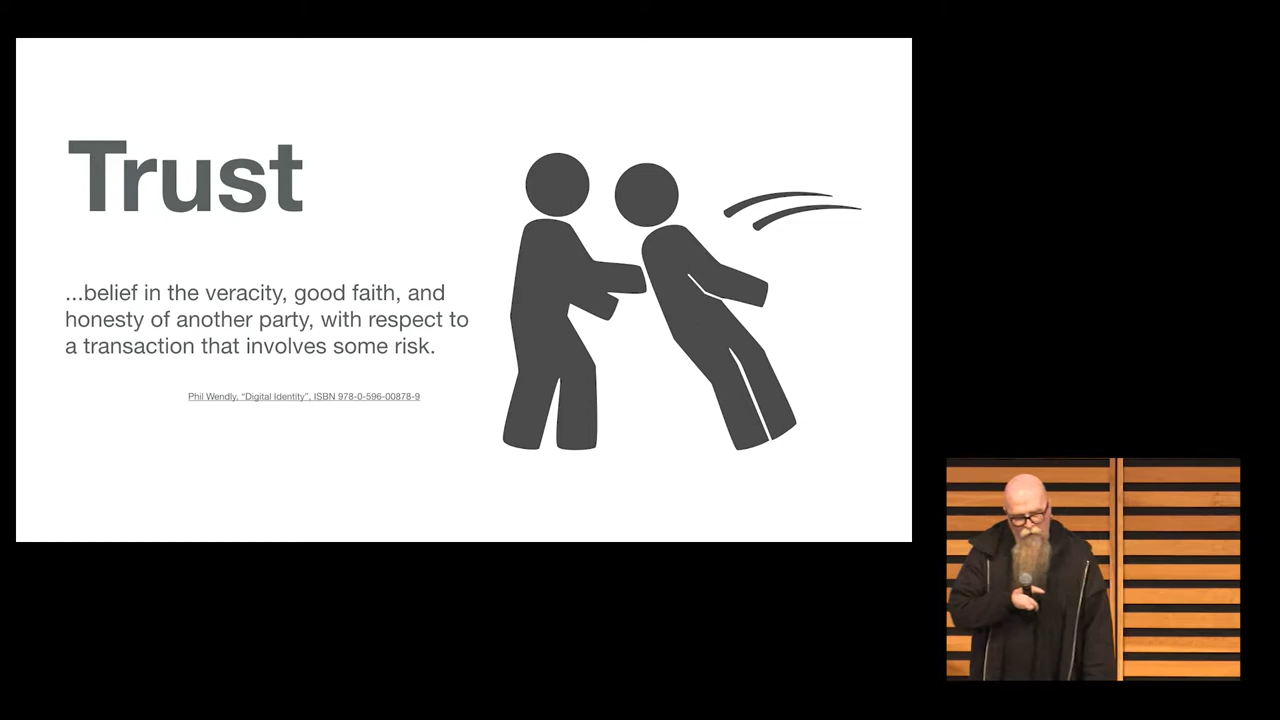 Trust
...belief in the veracity, good faith, and
honesty of another party, with respect to
a transaction that involves some risk.
Phil Wendly, “Digital Identity”, ISBN 978-0-596-00878-9